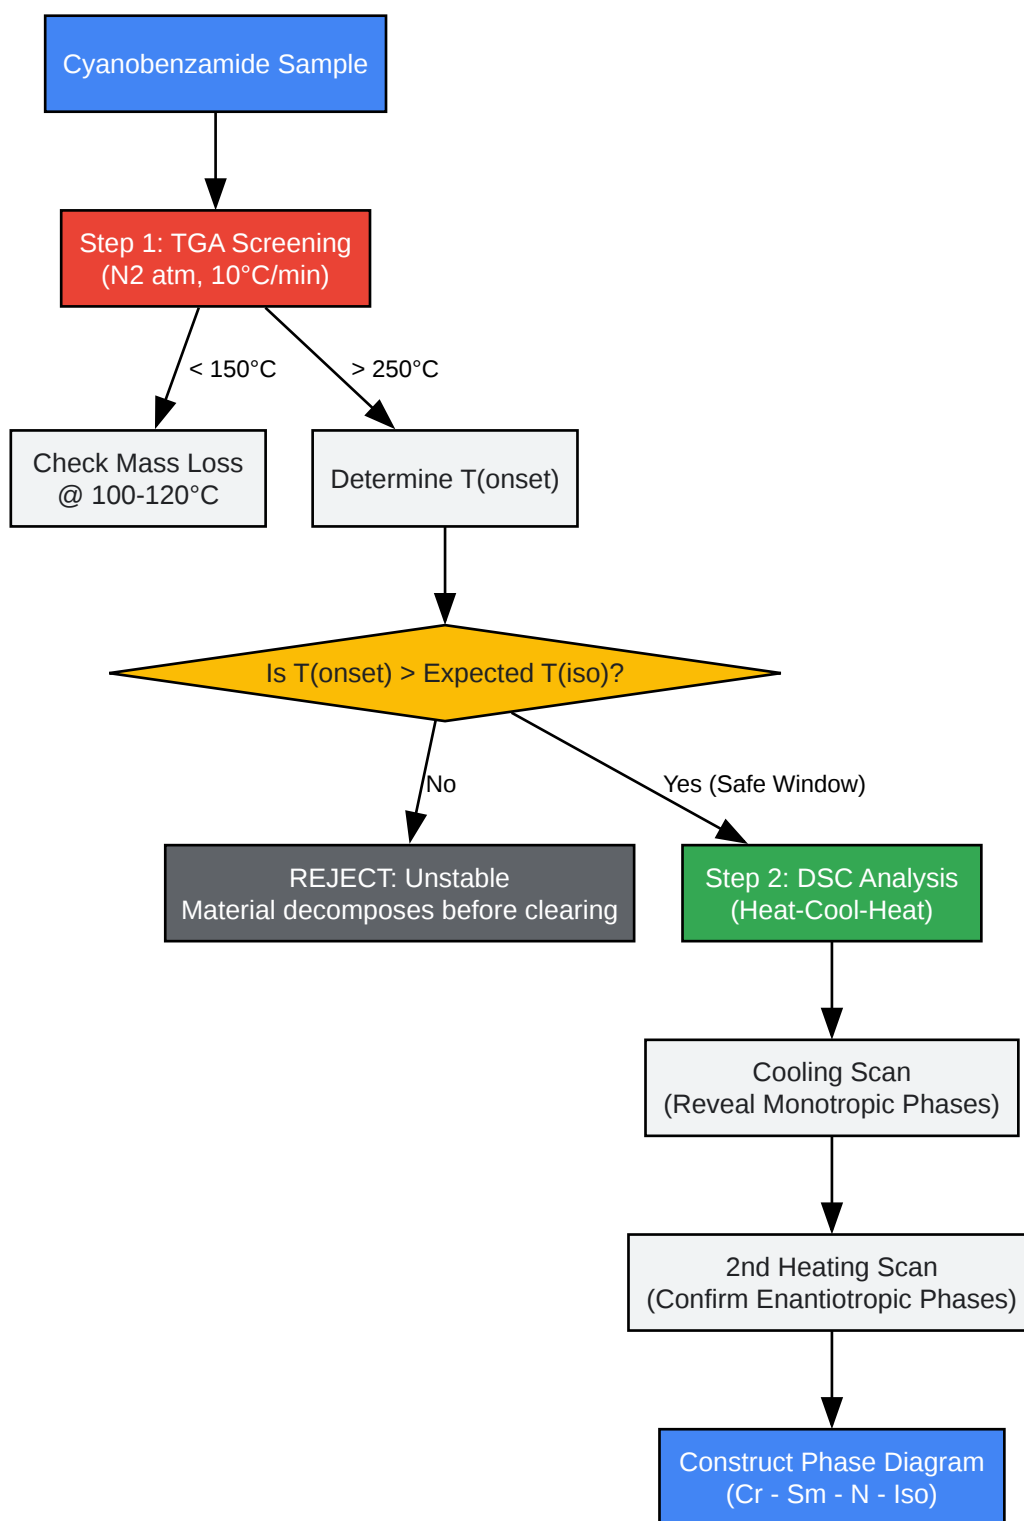 Cyanobenzamide Sample
Step 1: TGA Screening
(N2 atm, 10°C/min)
< 150°C
> 250°C
Check Mass Loss
@ 100-120°C
Determine T(onset)
Is T(onset) > Expected T(iso)?
No
Yes (Safe Window)
REJECT: Unstable
Material decomposes before clearing
Step 2: DSC Analysis
(Heat-Cool-Heat)
Cooling Scan
(Reveal Monotropic Phases)
2nd Heating Scan
(Confirm Enantiotropic Phases)
Construct Phase Diagram
(Cr - Sm - N - Iso)